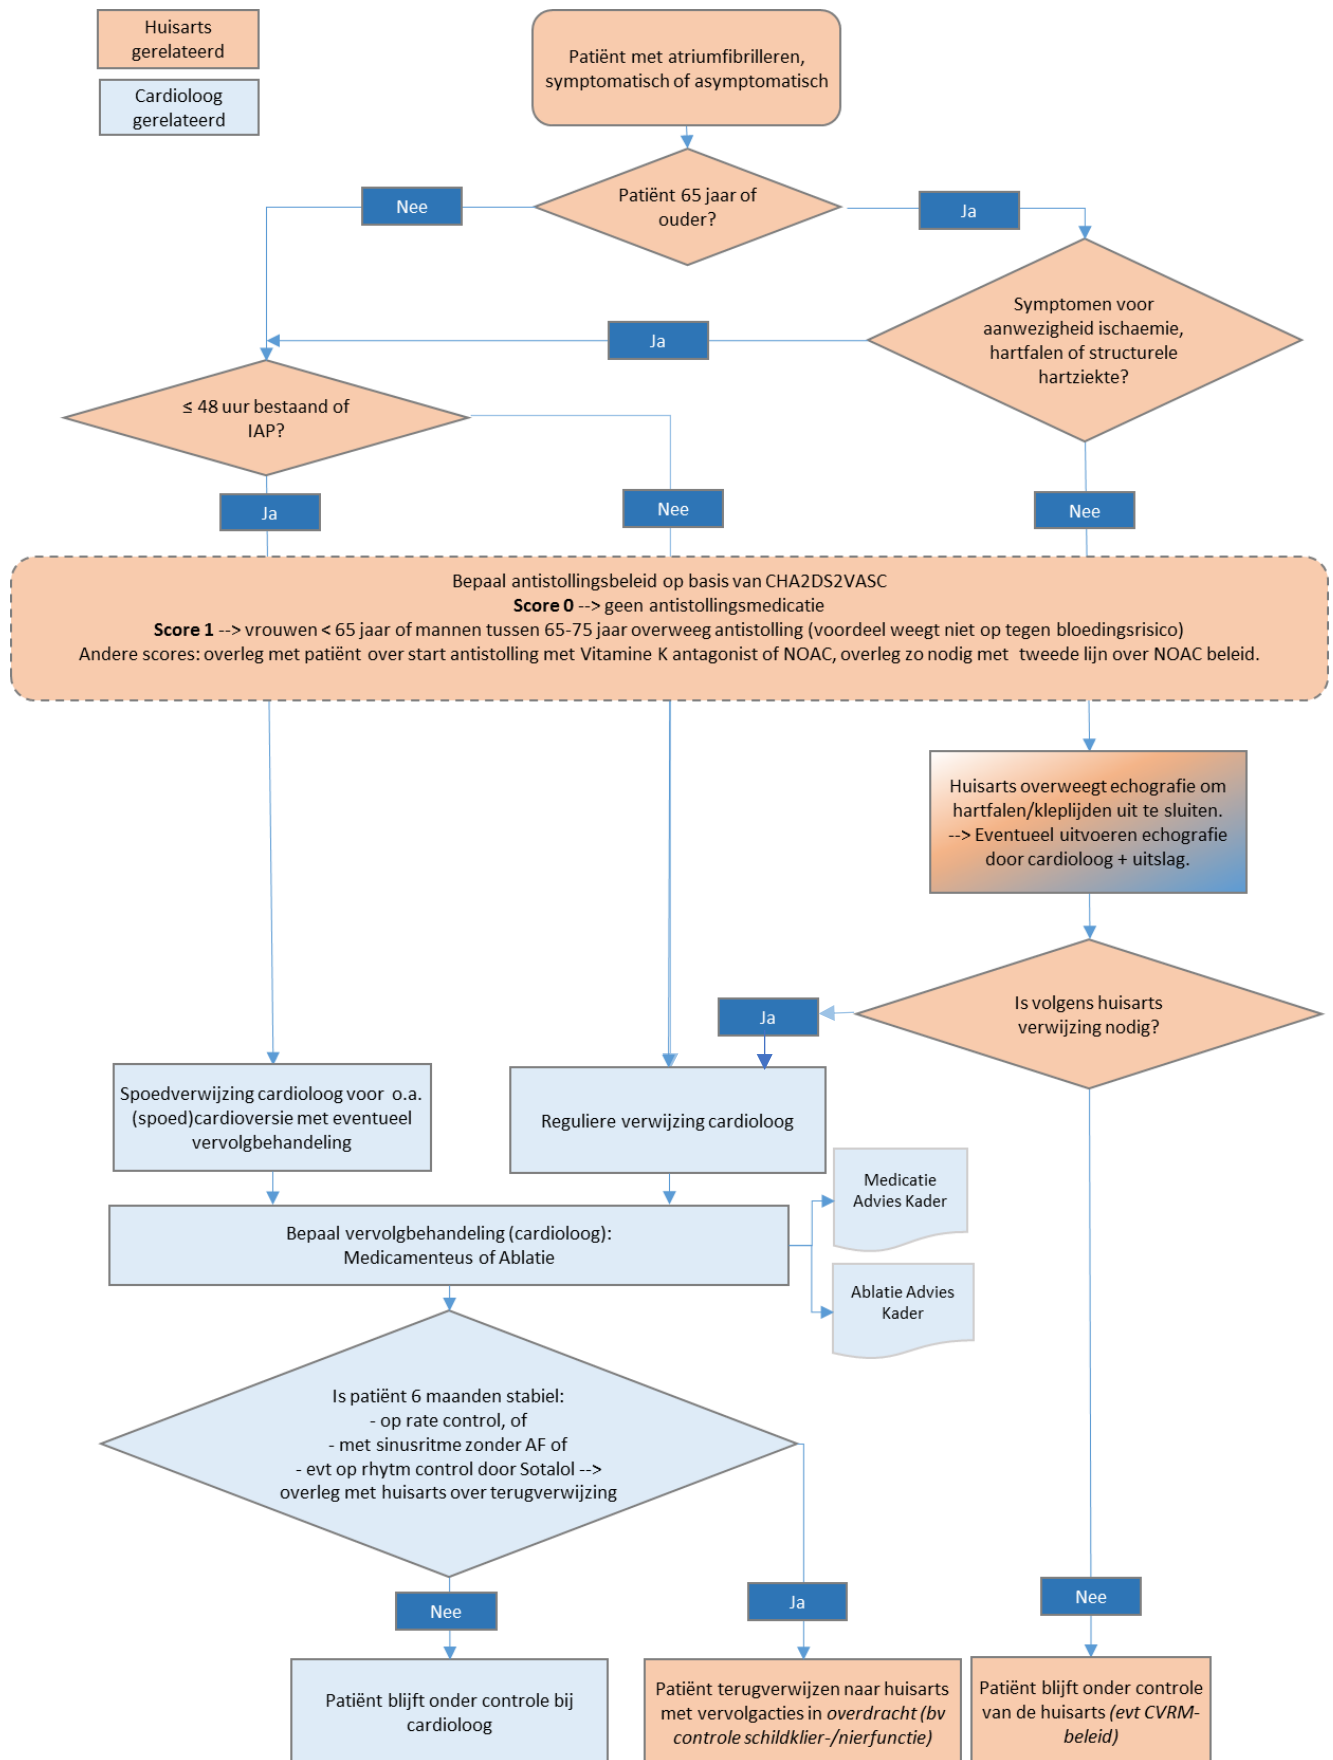 Huisarts
gerelateerd
Cardioloog
gerelateerd
Patiënt met atriumfibrilleren,
symptomatisch of asymptomatisch
Patiënt 65 jaar of
ouder?
Nee
Ja
Symptomen voor
aanwezigheid ischaemie,
hartfalen of structurele
hartziekte?
Ja
≤ 48 uur bestaand of
IAP?
Ja
Nee
Nee
Bepaal antistollingsbeleid op basis van CHA2DS2VASC
Score 0 --> geen antistollingsmedicatie
Score 1 --> vrouwen < 65 jaar of mannen tussen 65-75 jaar overweeg antistolling (voordeel weegt niet op tegen bloedingsrisico)
Andere scores: overleg met patiënt over start antistolling met Vitamine K antagonist of NOAC, overleg zo nodig met tweede lijn over NOAC beleid.
Huisarts overweegt echografie om
hartfalen/kleplijden uit te sluiten.
--> Eventueel uitvoeren echografie
door cardioloog + uitslag.
Is volgens huisarts
verwijzing nodig?
Ja
Spoedverwijzing cardioloog voor o.a.
(spoed)cardioversie met eventueel
vervolgbehandeling
Reguliere verwijzing cardioloog
Medicatie
Advies Kader
Bepaal vervolgbehandeling (cardioloog):
Medicamenteus of Ablatie
Ablatie Advies
Kader
Is patiënt 6 maanden stabiel:
- op rate control, of
- met sinusritme zonder AF of
- evt op rhytm control door Sotalol -->
overleg met huisarts over terugverwijzing
Nee
Ja
Nee
Patiënt blijft onder controle bij
cardioloog
Patiënt terugverwijzen naar huisarts
met vervolgacties in overdracht (bv
controle schildklier-/nierfunctie)
Patiënt blijft onder controle
van de huisarts (evt CVRM-
beleid)